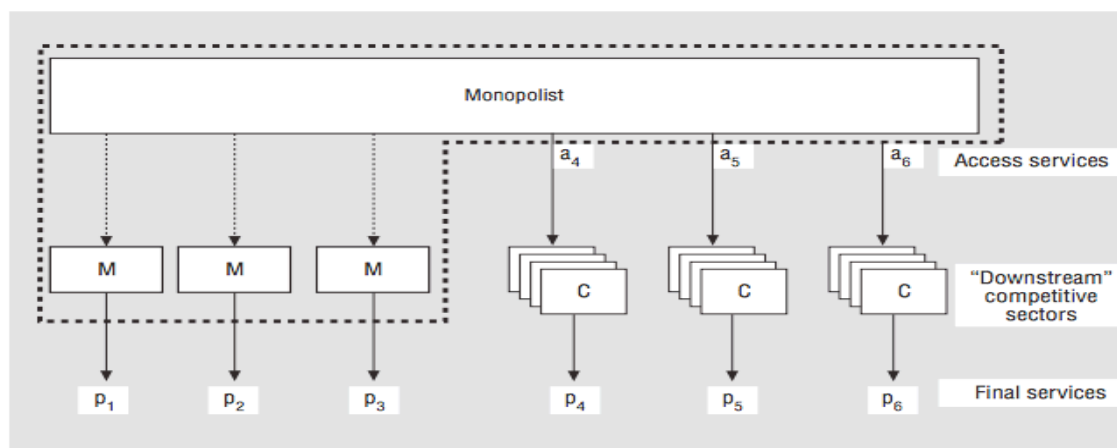 Monopolist
a4 a5 a6
Access services
M M M C C C
"Downstream"
competitive
sectors
p1 p2 p3 p4 p5 p6
Final services